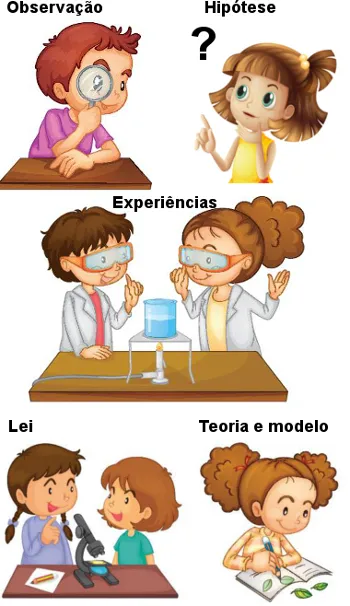 Observação
Hipótese
?
Experiências
Lei
Teoria e modelo